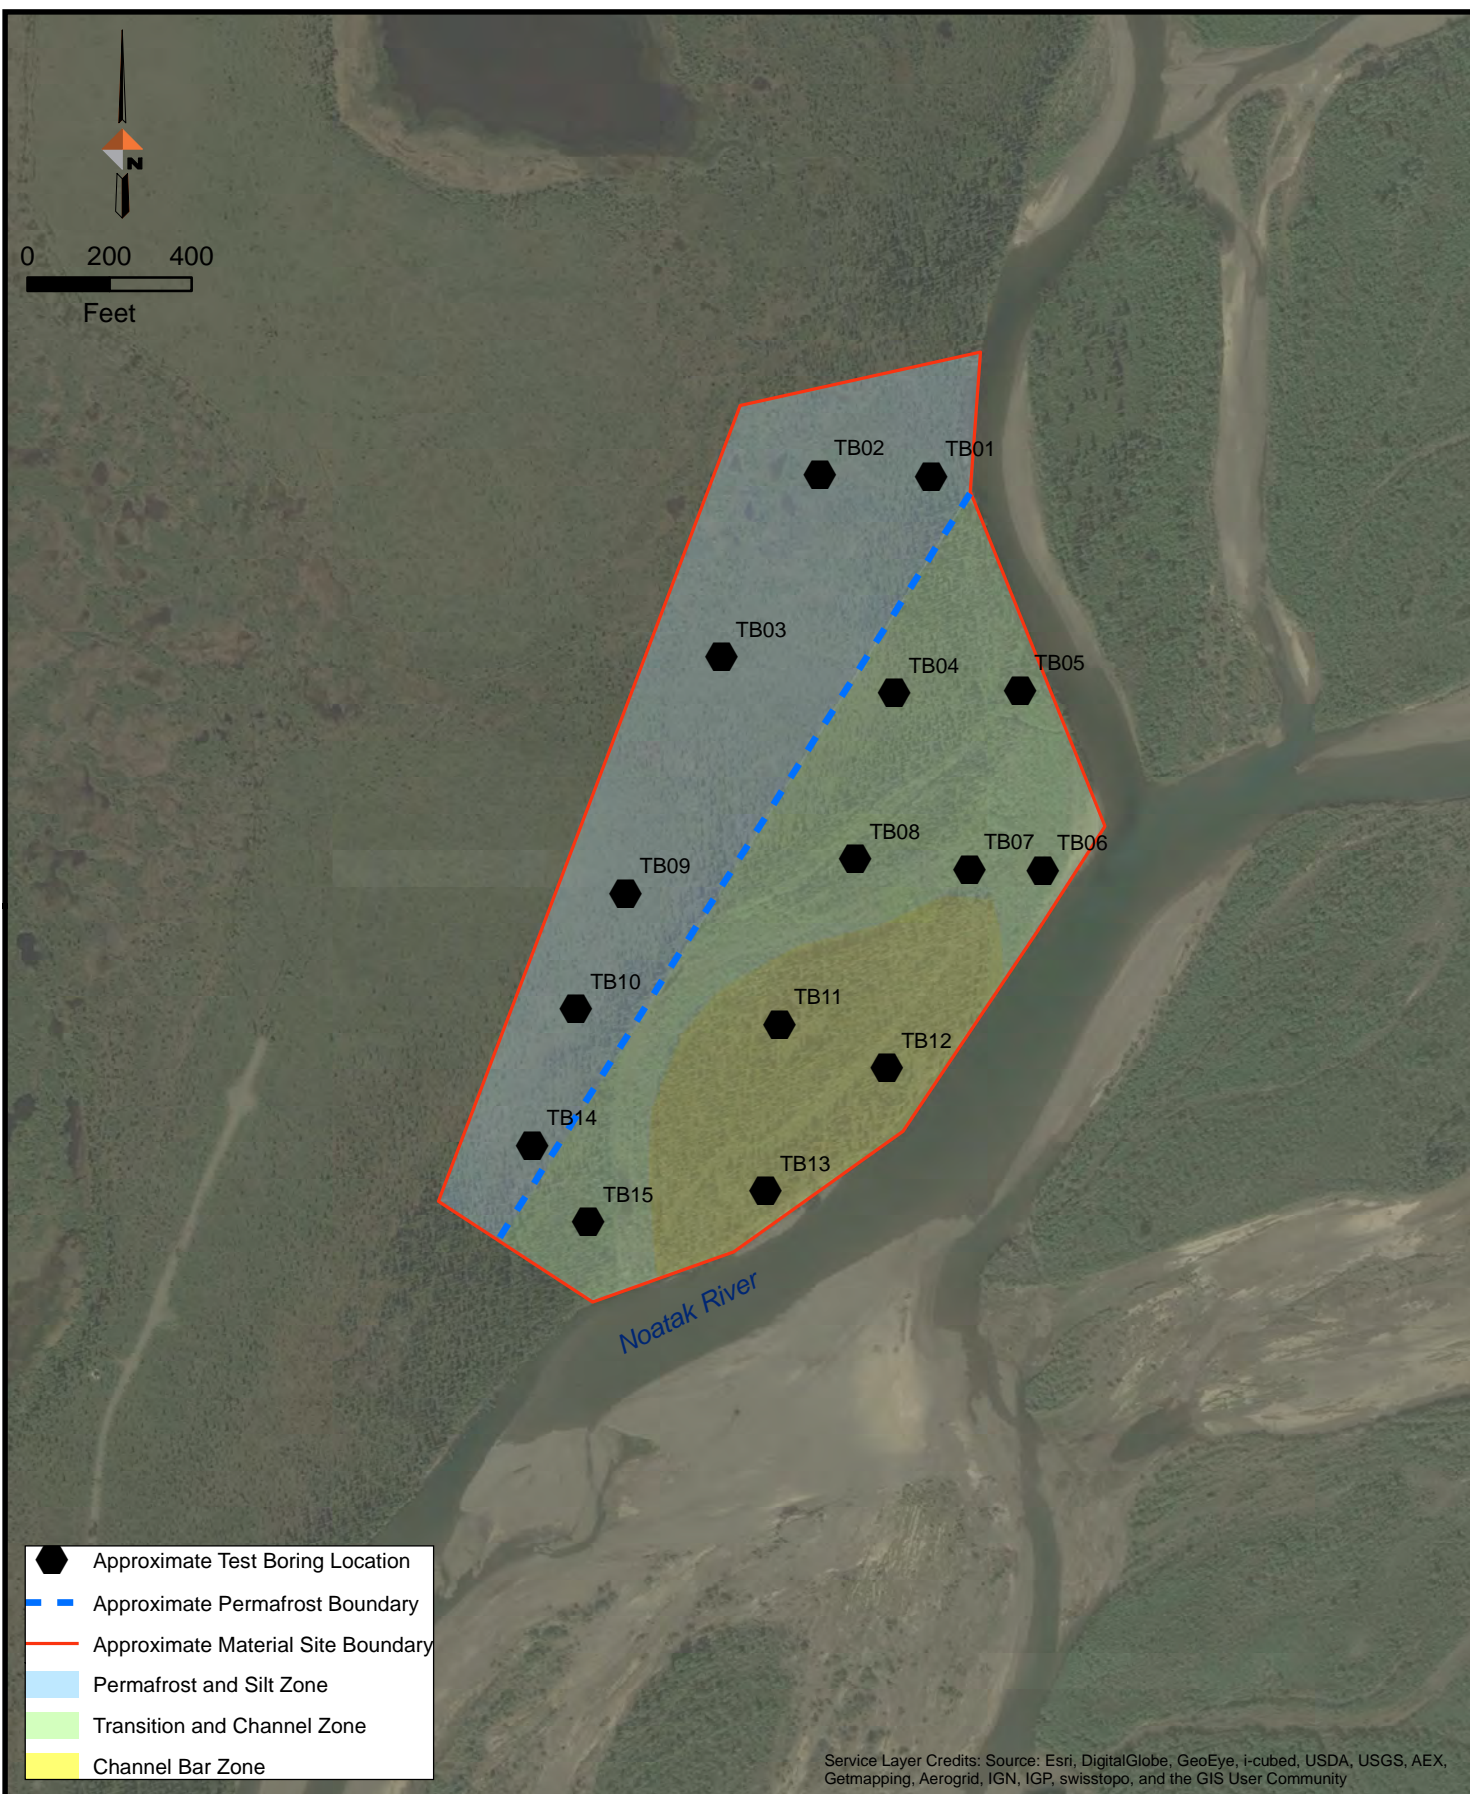 N
0 200 400
Feet
TB02
TB01
TB03
TB04
TB05
TB08
TB07
TB06
TB09
TB10
TB11
TB12
TB14
TB13
TB15
Noatak River
Approximate Test Boring Location
Approximate Permafrost Boundary
Approximate Material Site Boundary
Permafrost and Silt Zone
Transition and Channel Zone
Channel Bar Zone
Service Layer Credits: Source: Esri, DigitalGlobe, GeoEye, i-cubed, USDA, USGS, AEX,
Getmapping, Aerogrid, IGN, IGP, swisstopo, and the GIS User Community